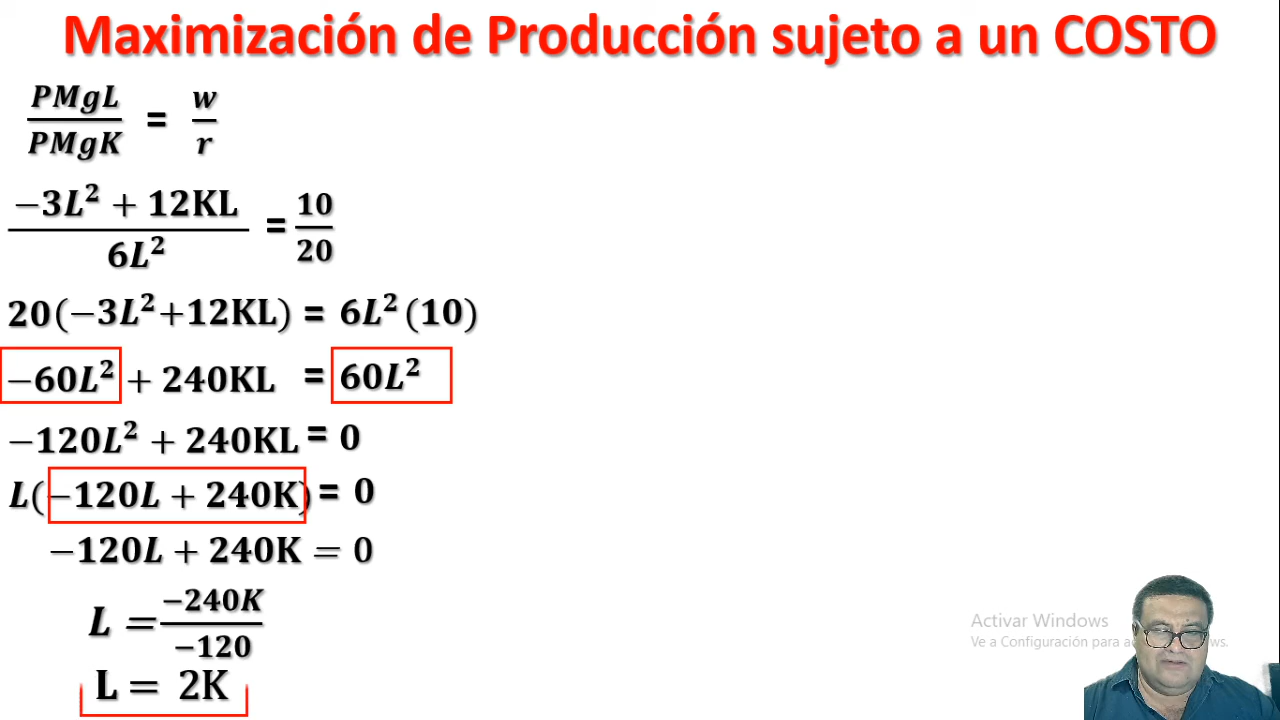 Maximización de Producción sujeto a un COSTO
PMgL/PMgK = w/r
(−3L² + 12KL)/6L² = 10/20
20(−3L²+12KL) = 6L²(10)
−60L² + 240KL = 60L²
−120L² + 240KL = 0
L(−120L + 240K) = 0
−120L + 240K = 0
L = −240K/−120
L = 2K
Activar Windows
Ve a Configuración para a
ws.